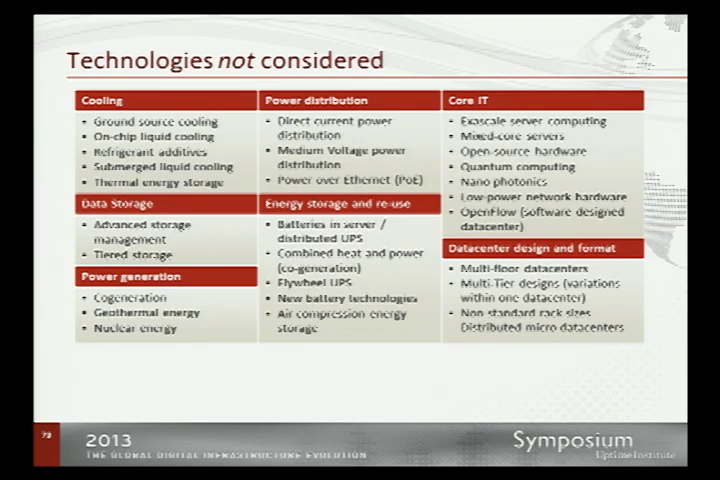 Technologies not considered
Cooling
• Ground source cooling
• On-chip liquid cooling
• Refrigerant additives
• Submerged liquid cooling
• Thermal energy storage
Data Storage
• Advanced storage
management
• Tiered storage
Power generation
• Cogeneration
• Geothermal energy
• Nuclear energy
Power distribution
• Direct current power
distribution
• Medium Voltage power
distribution
• Power over Ethernet (PoE)
Energy storage and re-use
• Batteries in server /
distributed UPS
• Combined heat and power
(co-generation)
• Flywheel UPS
• New battery technologies
• Air compression energy
storage
Core IT
• Exascale server computing
• Mixed-core servers
• Open-source hardware
• Quantum computing
• Nano photonics
• Low-power network hardware
• OpenFlow (software designed
datacenter)
Datacenter design and format
• Multi-floor datacenters
• Multi-Tier designs (variations
within one datacenter)
• Non standard rack sizes
Distributed micro datacenters
2013
THE GLOBAL DIGITAL INFRASTRUCTURE EVOLUTION
Symposium
UptimeInstitute